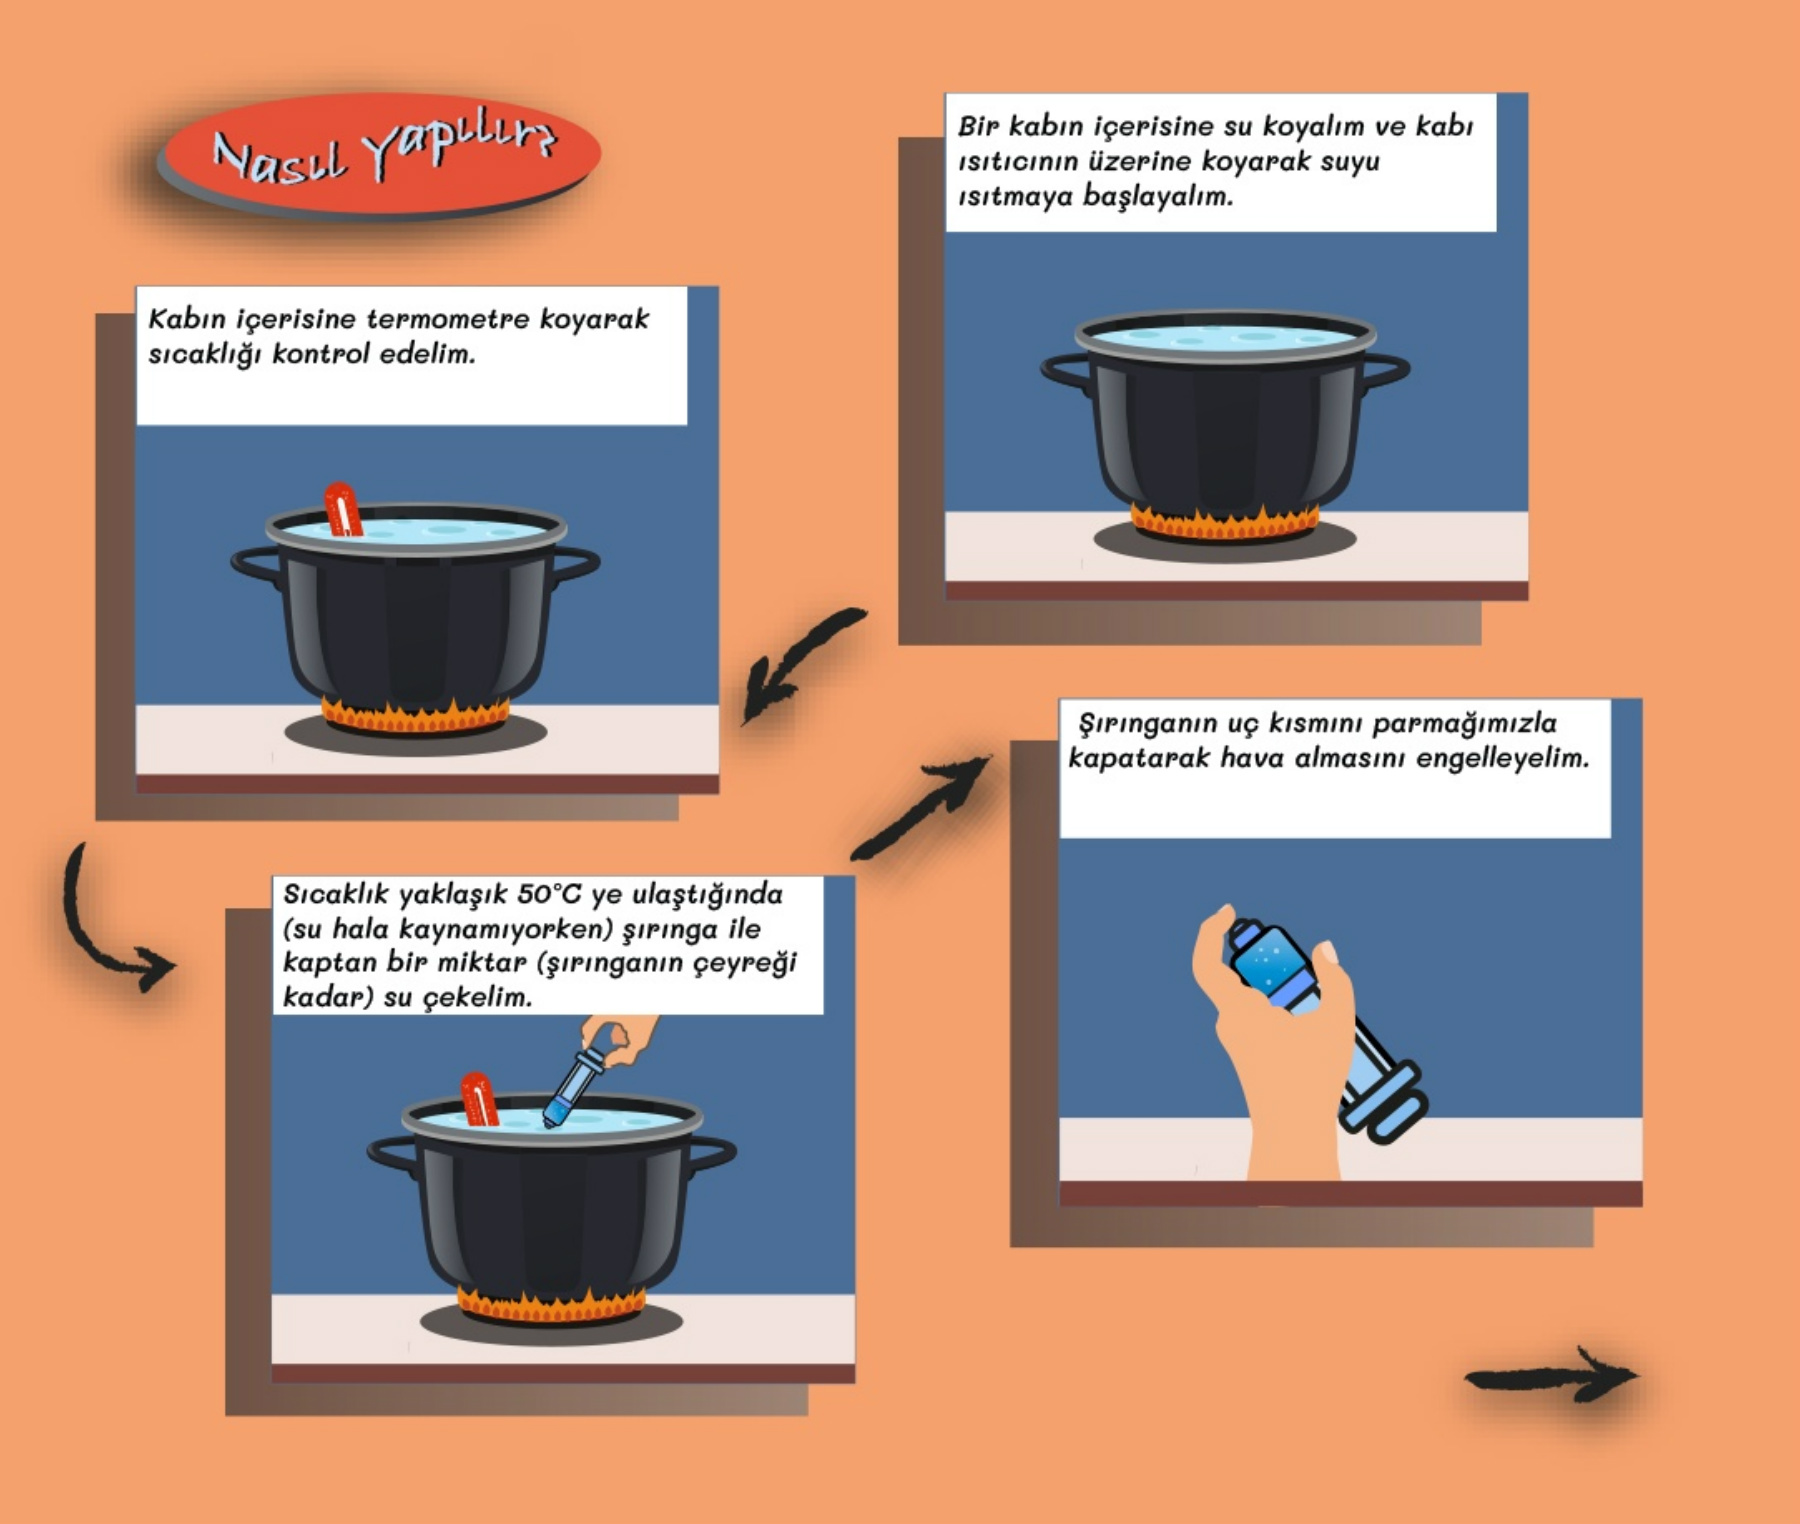 Nasıl Yapılır?
Bir kabın içerisine su koyalım ve kabı
ısıtıcının üzerine koyarak suyu
ısıtmaya başlayalım.
Kabın içerisine termometre koyarak
sıcaklığı kontrol edelim.
Sıcaklık yaklaşık 50°C ye ulaştığında
(su hala kaynamıyorken) şırınga ile
kaptan bir miktar (şırınganın çeyreği
kadar) su çekelim.
Şırınganın uç kısmını parmağımızla
kapatarak hava almasını engelleyelim.